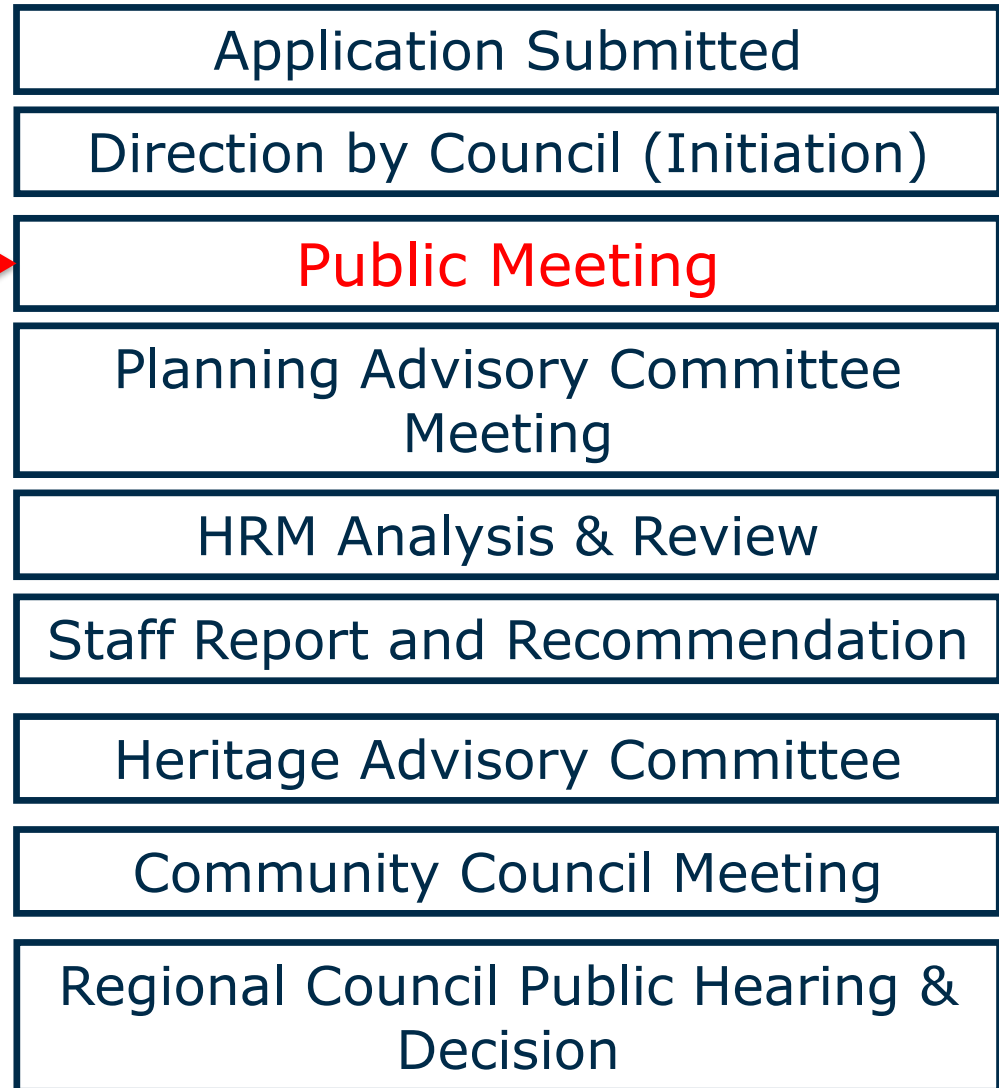 Application Submitted
Direction by Council (Initiation)
Public Meeting
Planning Advisory Committee
Meeting
HRM Analysis & Review
Staff Report and Recommendation
Heritage Advisory Committee
Community Council Meeting
Regional Council Public Hearing &
Decision